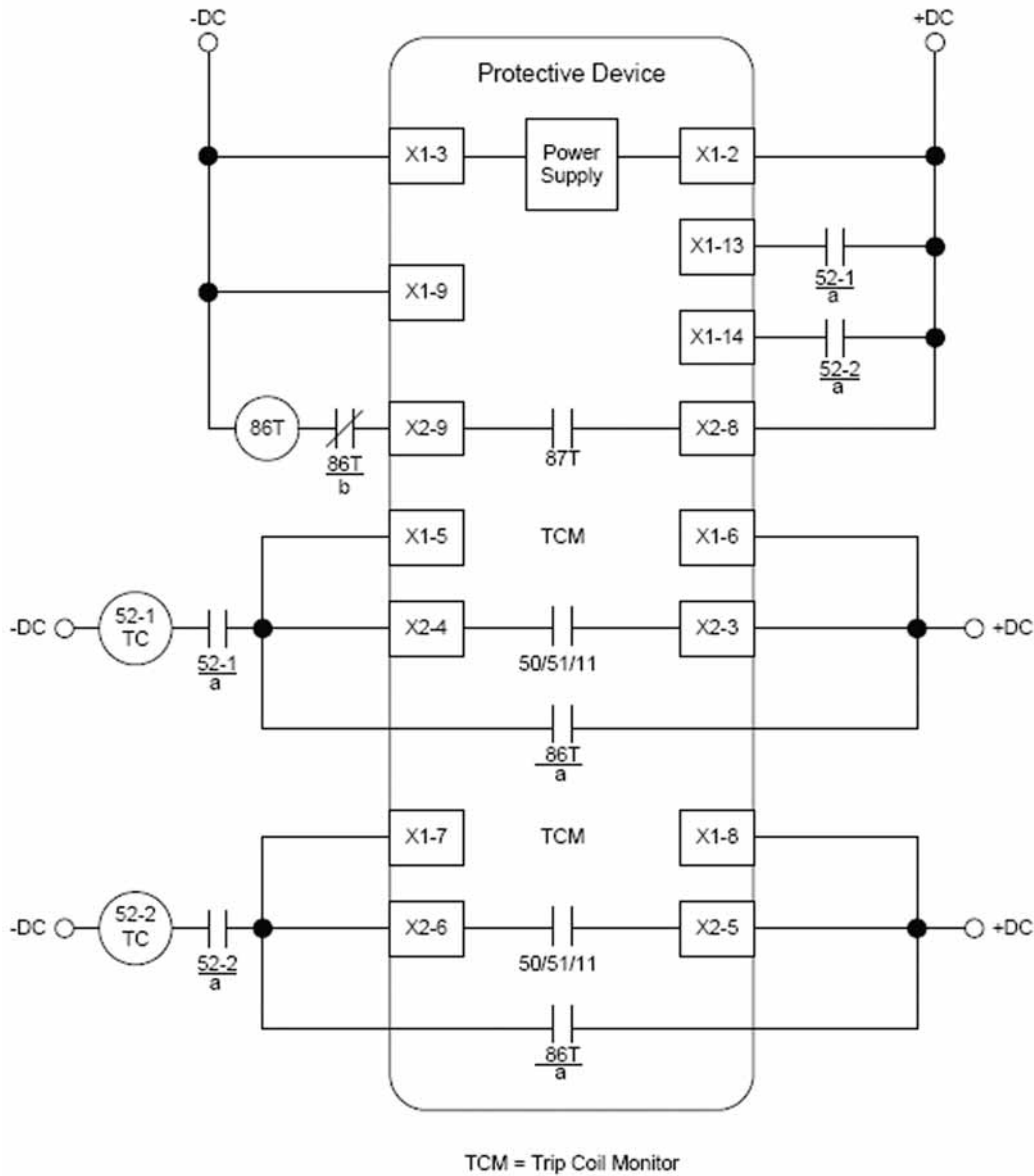 -DC
+DC
Protective Device
X1-3
Power
Supply
X1-2
X1-13
52-1
a
X1-9
X1-14
52-2
a
86T
86T
b
X2-9
87T
X2-8
X1-5
TCM
X1-6
-DC
52-1
TC
52-1
a
X2-4
50/51/11
X2-3
+DC
86T
a
X1-7
TCM
X1-8
-DC
52-2
TC
52-2
a
X2-6
50/51/11
X2-5
+DC
86T
a
TCM = Trip Coil Monitor